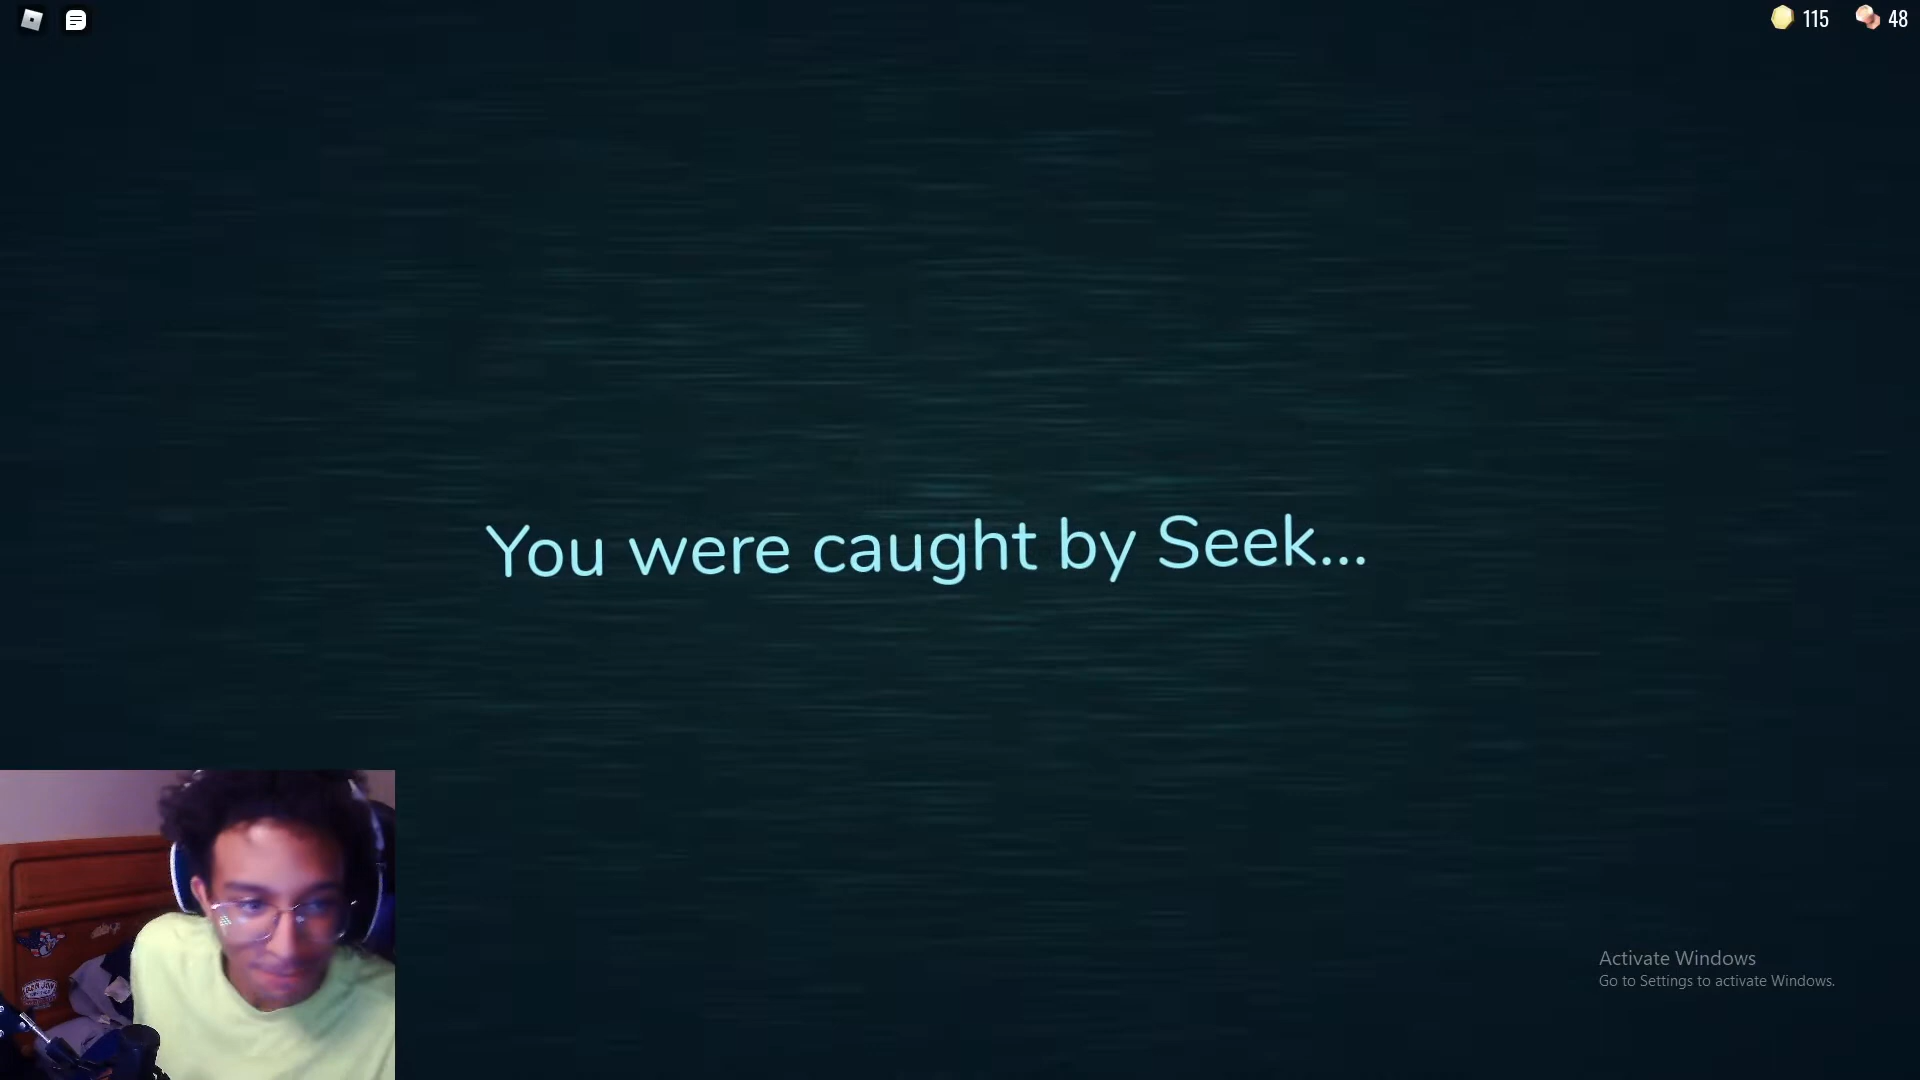 115 48
You were caught by Seek...
Activate Windows
Go to Settings to activate Windows.